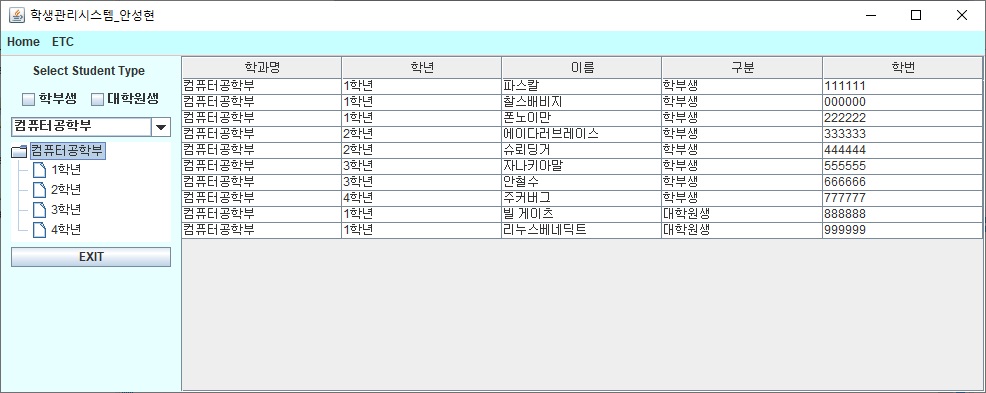 학생관리시스템_안성현
Home ETC
Select Student Type
학부생 대학원생
컴퓨터공학부
컴퓨터공학부
1학년
2학년
3학년
4학년
EXIT
학과명 학년 이름 구분 학번
컴퓨터공학부 1학년 파스칼 학부생 111111
컴퓨터공학부 1학년 찰스배비지 학부생 000000
컴퓨터공학부 1학년 폰노이만 학부생 222222
컴퓨터공학부 2학년 에이다러브레이스 학부생 333333
컴퓨터공학부 2학년 슈뢰딩거 학부생 444444
컴퓨터공학부 3학년 자나키아말 학부생 555555
컴퓨터공학부 3학년 안철수 학부생 666666
컴퓨터공학부 4학년 주커버그 학부생 777777
컴퓨터공학부 1학년 빌 게이츠 대학원생 888888
컴퓨터공학부 1학년 리누스베네딕트 대학원생 999999